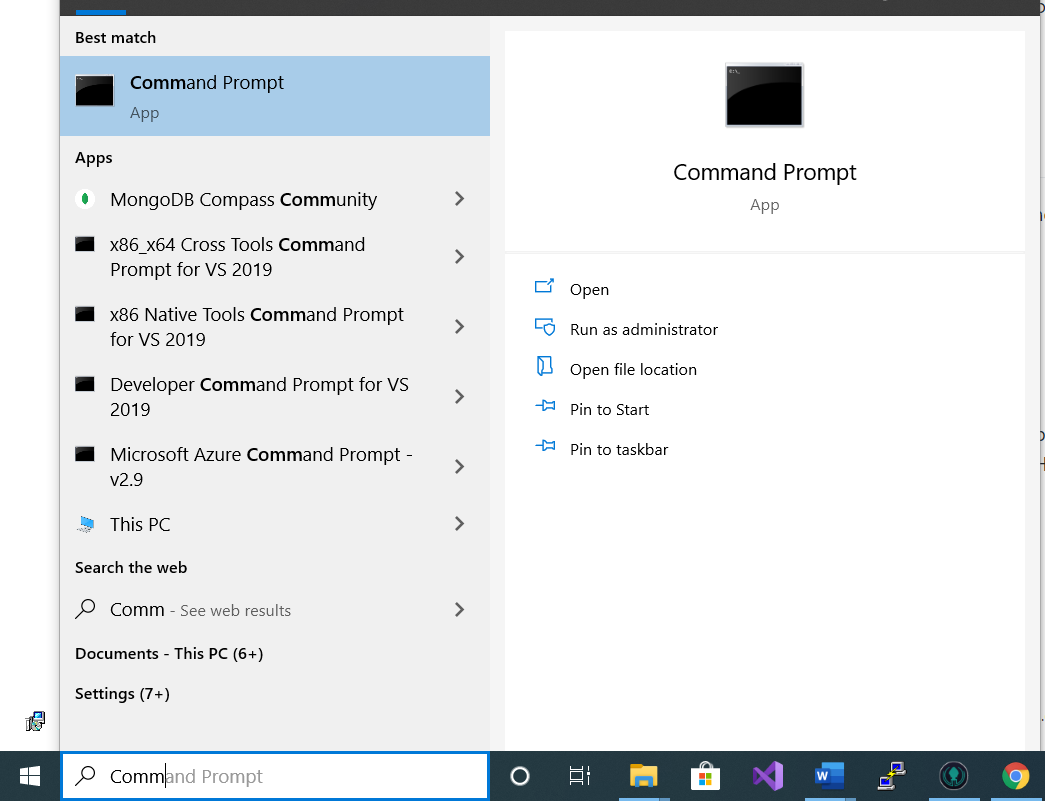 Best match
Command Prompt
App
Apps
MongoDB Compass Community
x86_x64 Cross Tools Command
Prompt for VS 2019
x86 Native Tools Command Prompt
for VS 2019
Developer Command Prompt for VS
2019
Microsoft Azure Command Prompt -
v2.9
This PC
Search the web
Comm - See web results
Documents - This PC (6+)
Settings (7+)
Command Prompt
Command Prompt
App
Open
Run as administrator
Open file location
Pin to Start
Pin to taskbar